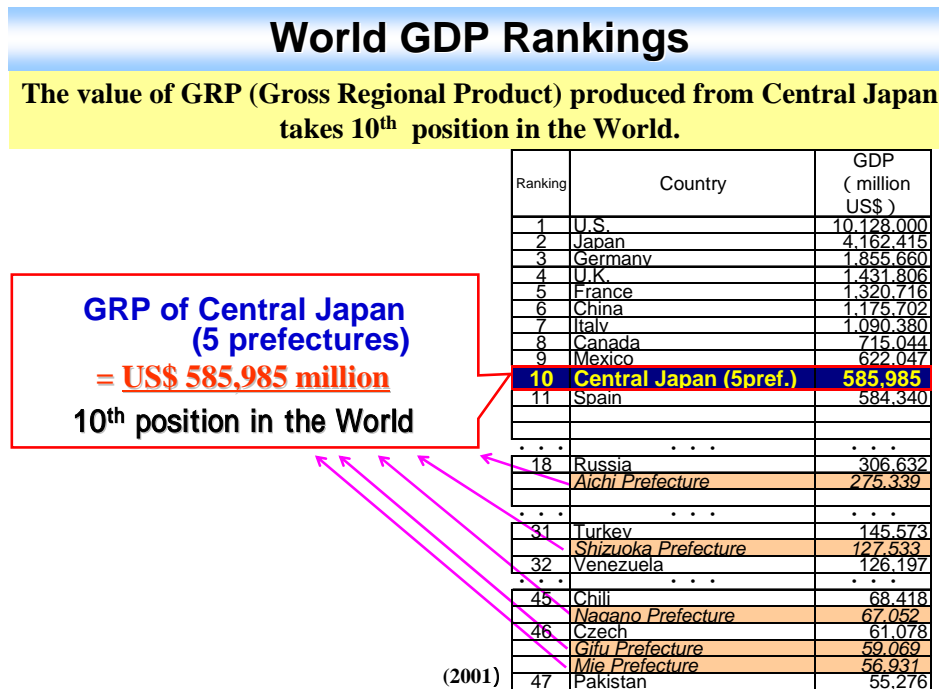 World GDP Rankings
The value of GRP (Gross Regional Product) produced from Central Japan
takes 10th position in the World.
GRP of Central Japan
(5 prefectures)
= US$ 585,985 million
10th position in the World
Ranking Country GDP
( million
US$ )
1 U.S. 10,128,000
2 Japan 4,162,415
3 Germany 1,855,660
4 U.K. 1,431,806
5 France 1,320,716
6 China 1,175,702
7 Italy 1,090,380
8 Canada 715,044
9 Mexico 622,047
10 Central Japan (5pref.) 585,985
11 Spain 584,340
・・・ ・・・ ・・・
18 Russia 306,632
Aichi Prefecture 275,339
・・・ ・・・ ・・・
31 Turkey 145,573
Shizuoka Prefecture 127,533
32 Venezuela 126,197
・・・ ・・・ ・・・
45 Chili 68,418
Nagano Prefecture 67,052
46 Czech 61,078
Gifu Prefecture 59,069
Mie Prefecture 56,931
47 Pakistan 55,276
(2001)